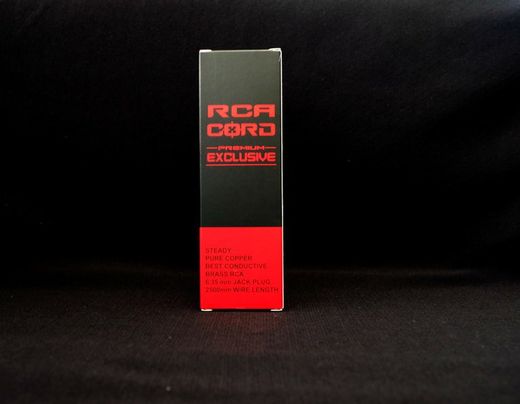 RCA
CORD
PREMIUM
EXCLUSIVE
STEADY
PURE COPPER
BEST CONDUCTIVE
BRASS RCA
6.35 mm JACK PLUG
2500mm WIRE LENGTH